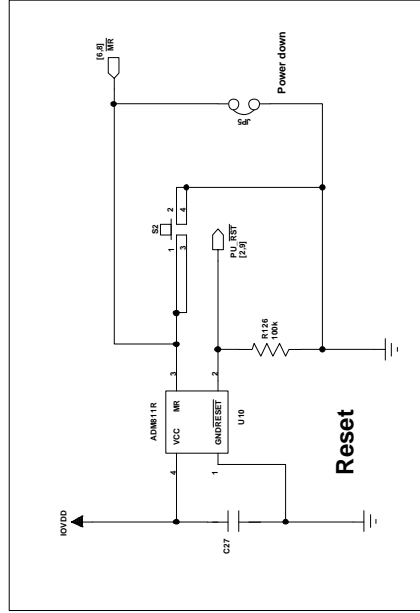 IOVDD
C27
ADM811R
4
VCC
MR
3
1
GND
RESET
2
U10
S2
1
2
3
4
PU_RST
[2,9]
R126
100k
[6,8]
MR
JP5
Power down
Reset